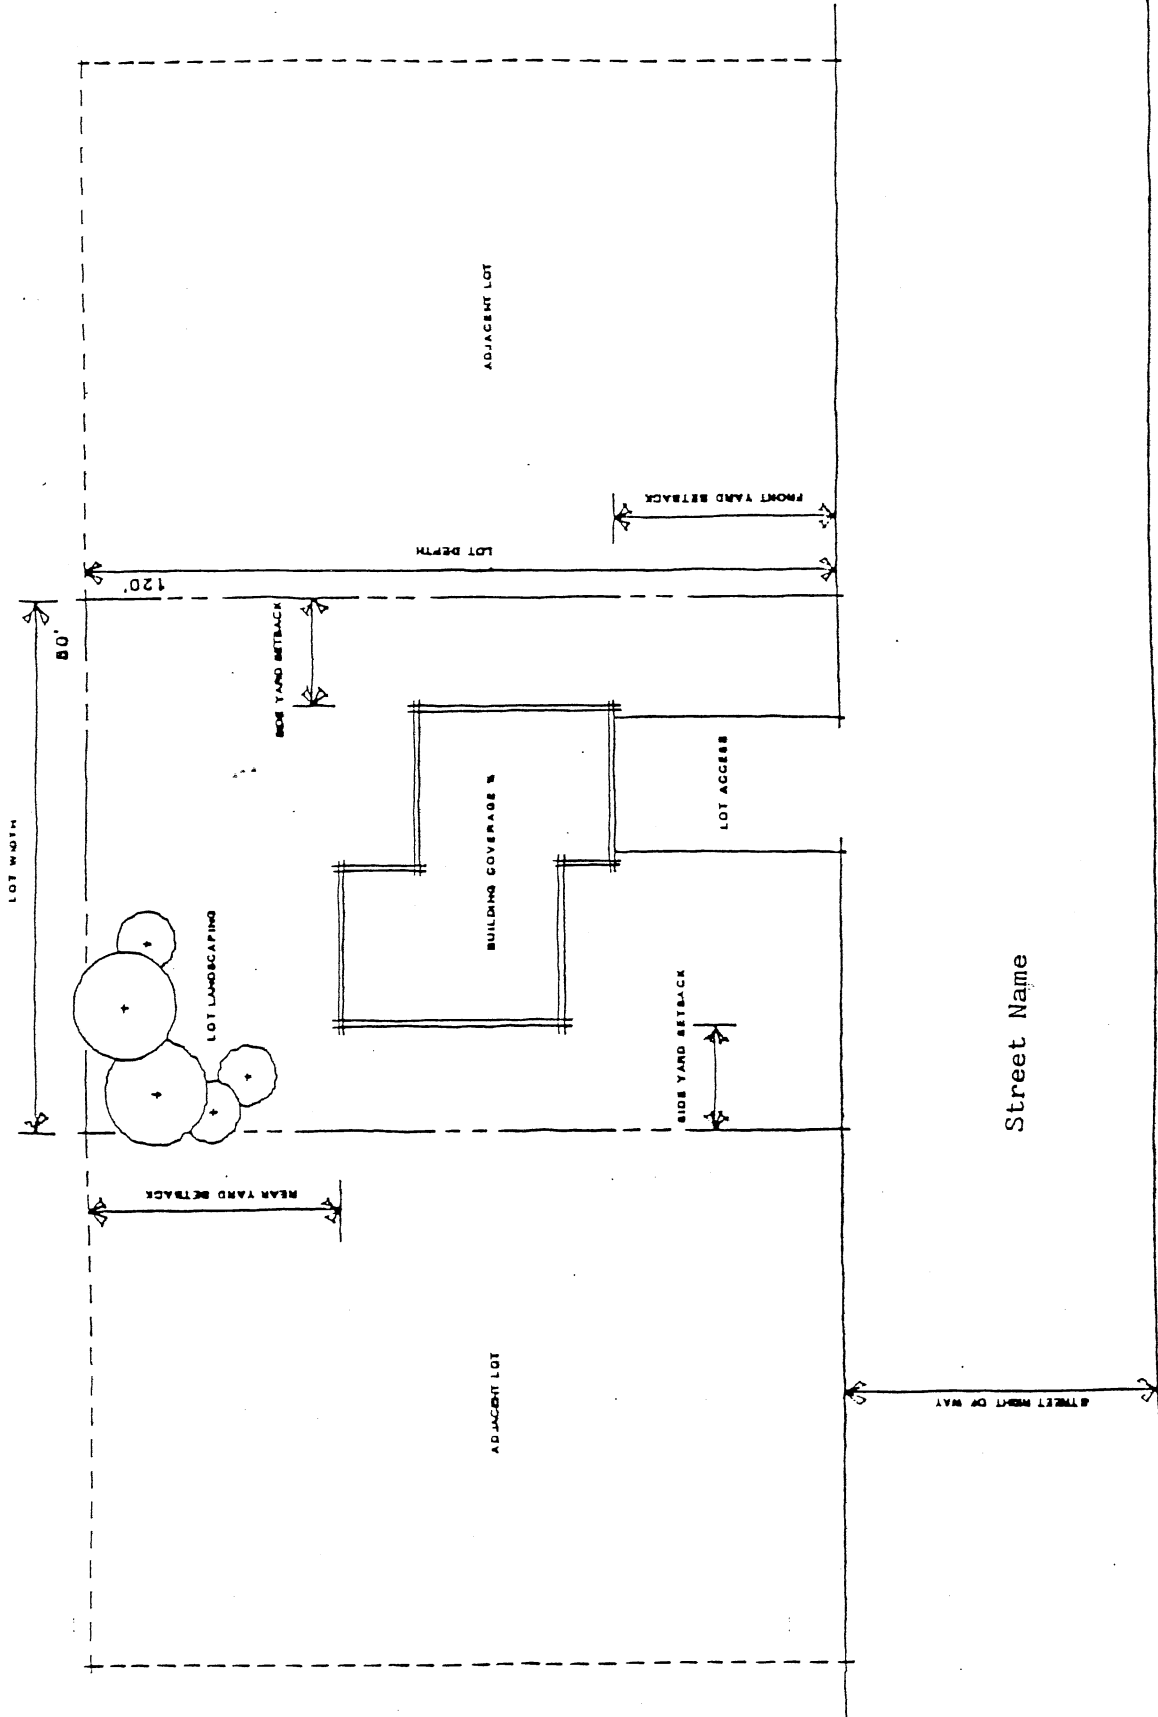 LOT WIDTH
80'
120'
LOT DEPTH
ADJACENT LOT
FRONT YARD SETBACK
SIDE YARD SETBACK
LOT LANDSCAPING
BUILDING COVERAGE %
LOT ACCESS
SIDE YARD SETBACK
REAR YARD SETBACK
ADJACENT LOT
Street Name
STREET RIGHT OF WAY